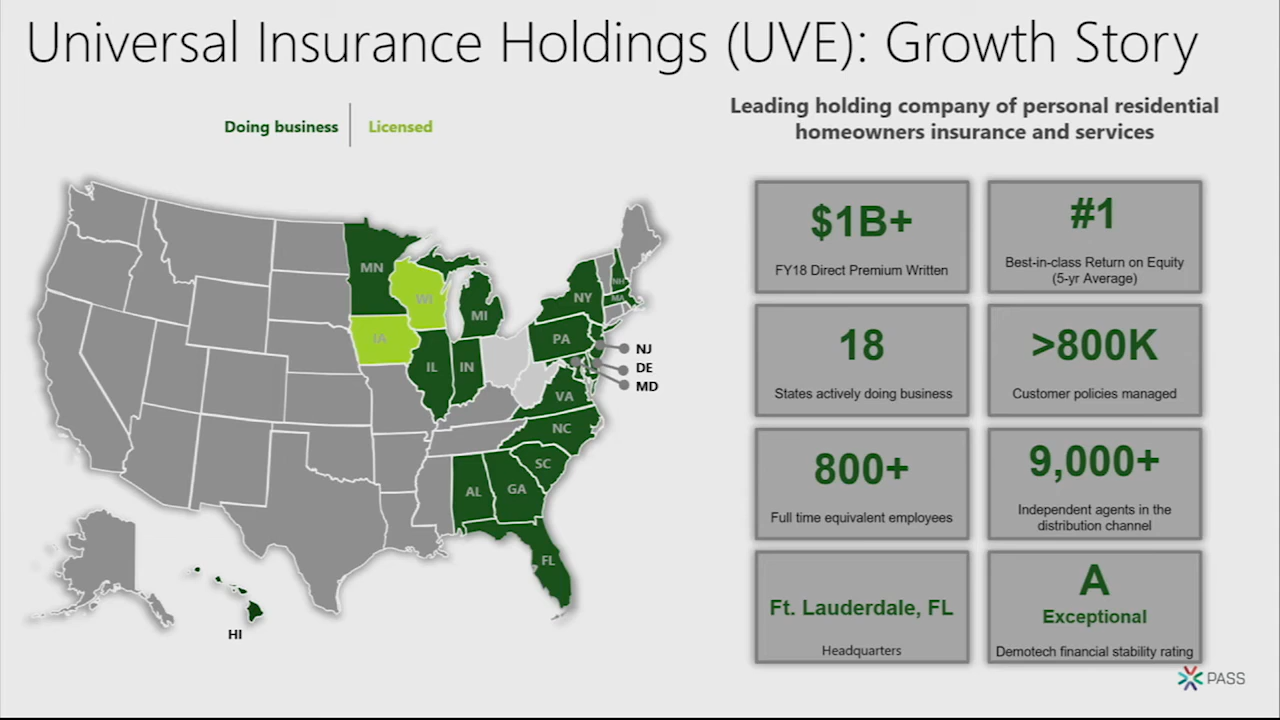 Universal Insurance Holdings (UVE): Growth Story
Doing business
Licensed
Leading holding company of personal residential
homeowners insurance and services
MN
WI
IA
MI
IL
IN
NY
NH
MA
PA
NJ
DE
MD
VA
NC
SC
AL
GA
FL
HI
$1B+
FY18 Direct Premium Written
#1
Best-in-class Return on Equity
(5-yr Average)
18
States actively doing business
>800K
Customer policies managed
800+
Full time equivalent employees
9,000+
Independent agents in the
distribution channel
Ft. Lauderdale, FL
Headquarters
A
Exceptional
Demotech financial stability rating
PASS